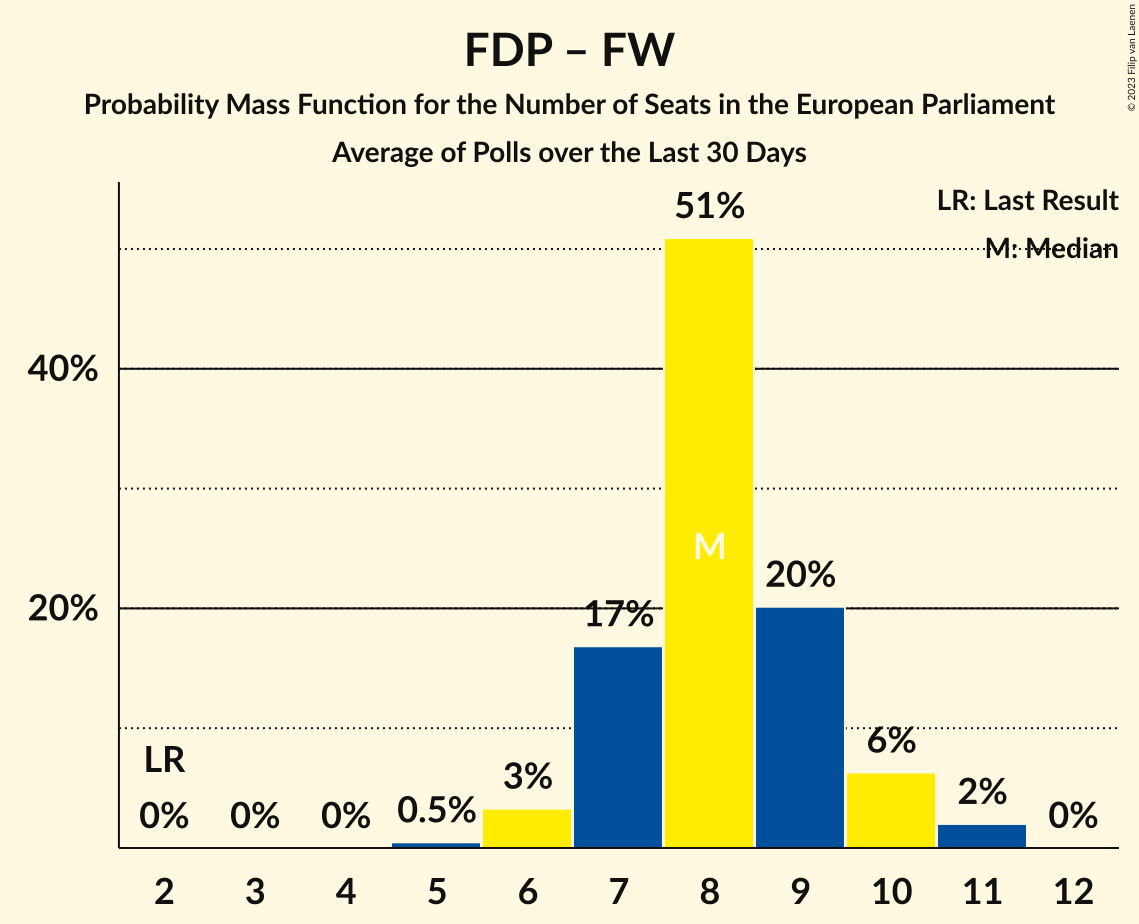 FDP – FW
Probability Mass Function for the Number of Seats in the European Parliament
Average of Polls over the Last 30 Days
© 2023 Filip van Laenen
LR: Last Result
M: Median
51%
40%
M
20%
20%
17%
LR
6%
3%
2%
0%
0%
0%
0.5%
0%
2 3 4 5 6 7 8 9 10 11 12